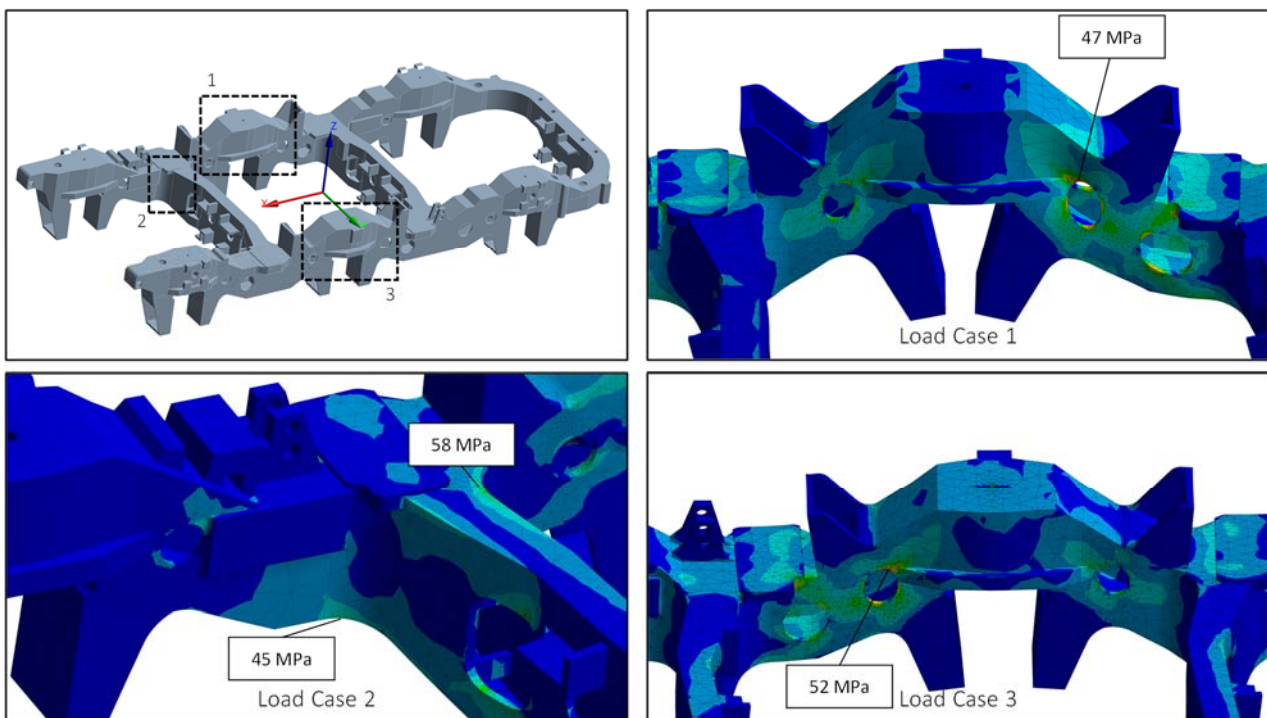 1
2
3
Z
X
47 MPa
Load Case 1
58 MPa
45 MPa
Load Case 2
52 MPa
Load Case 3